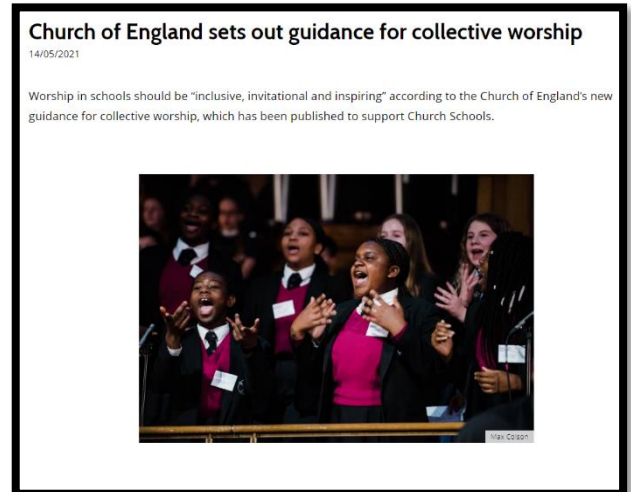 Church of England sets out guidance for collective worship
14/05/2021
Worship in schools should be “inclusive, invitational and inspiring” according to the Church of England’s new
guidance for collective worship, which has been published to support Church Schools.
Max Colson